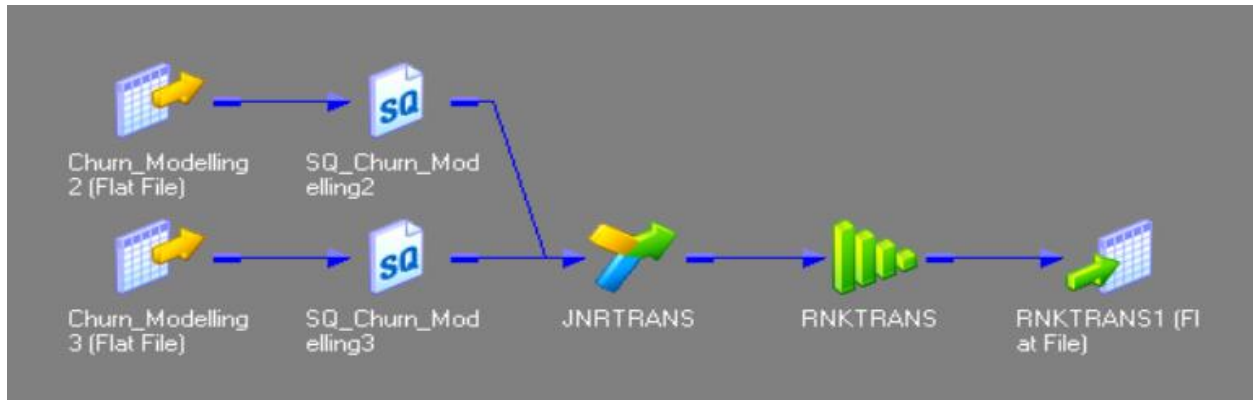 SQ
Churn_Modelling
2 (Flat File)
SQ_Churn_Mod
elling2
SQ
Churn_Modelling
3 (Flat File)
SQ_Churn_Mod
elling3
JNRTRANS
RNKTRANS
RNKTRANS1 (Fl
at File)